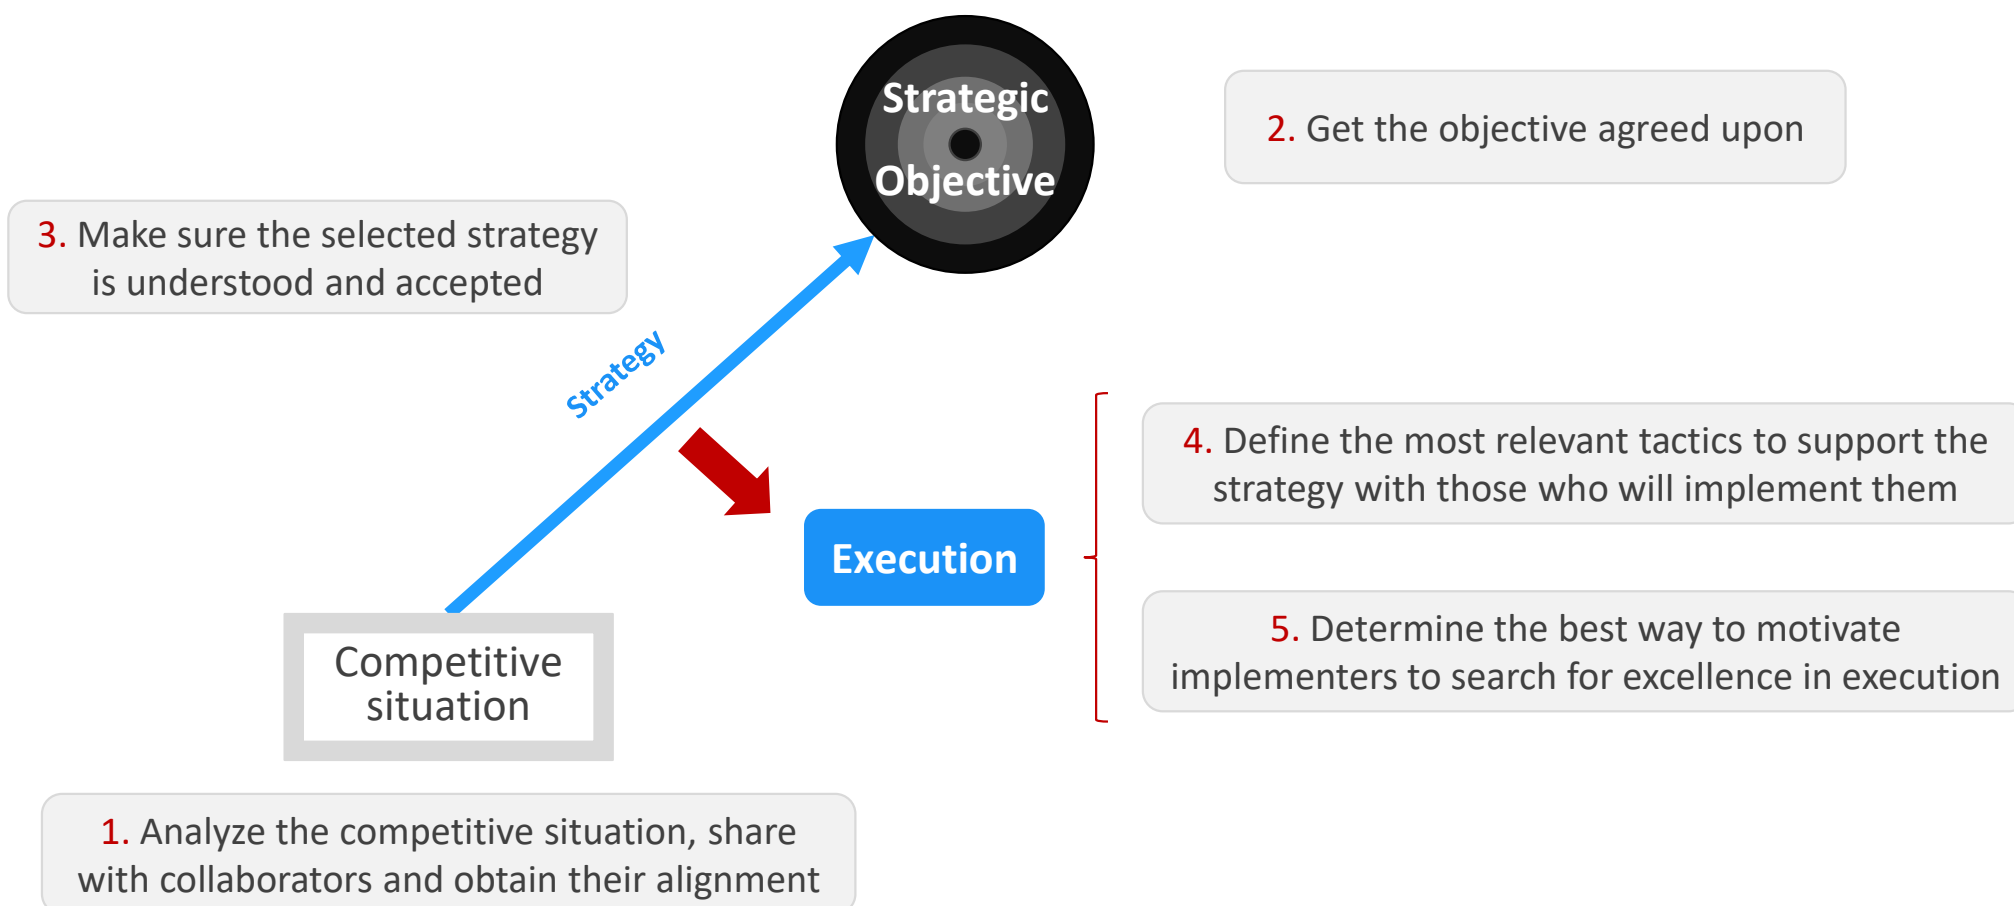 Strategic
Objective
2. Get the objective agreed upon
3. Make sure the selected strategy
is understood and accepted
Strategy
4. Define the most relevant tactics to support the
strategy with those who will implement them
Execution
5. Determine the best way to motivate
implementers to search for excellence in execution
Competitive
situation
1. Analyze the competitive situation, share
with collaborators and obtain their alignment